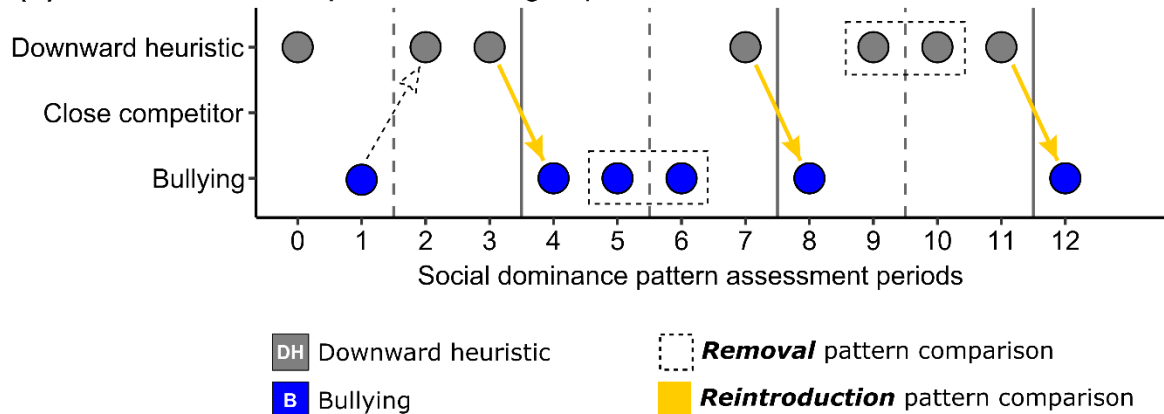 Downward heuristic
Close competitor
Bullying
0 1 2 3 4 5 6 7 8 9 10 11 12
Social dominance pattern assessment periods
DH Downward heuristic
Removal pattern comparison
B Bullying
Reintroduction pattern comparison